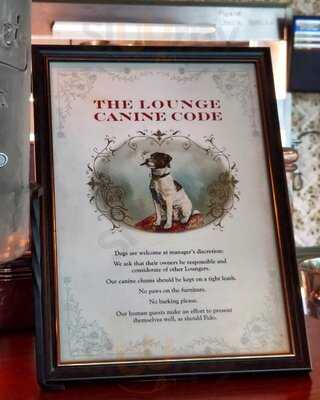 THE LOUNGE
CANINE CODE
Dogs are welcome at manager's discretion:
We ask that their owners be responsible and
considerate of other Loungers.
Our canine chums should be kept on a tight leash.
No paws on the furniture.
No barking please.
Our human guests make an effort to present
themselves well, as should Fido.